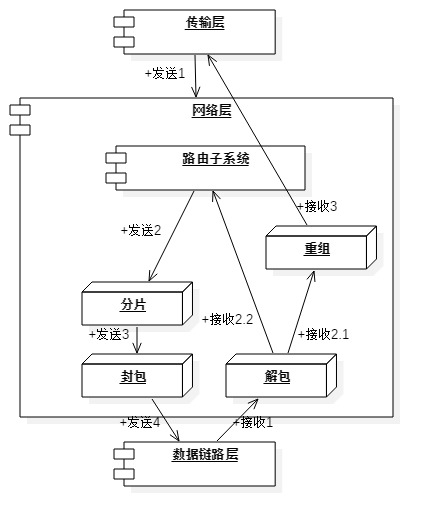 传输层
+发送1
网络层
路由子系统
+接收3
+发送2
重组
分片
+接收2.2
+发送3
+接收2.1
封包
解包
+发送4
+接收1
数据链路层